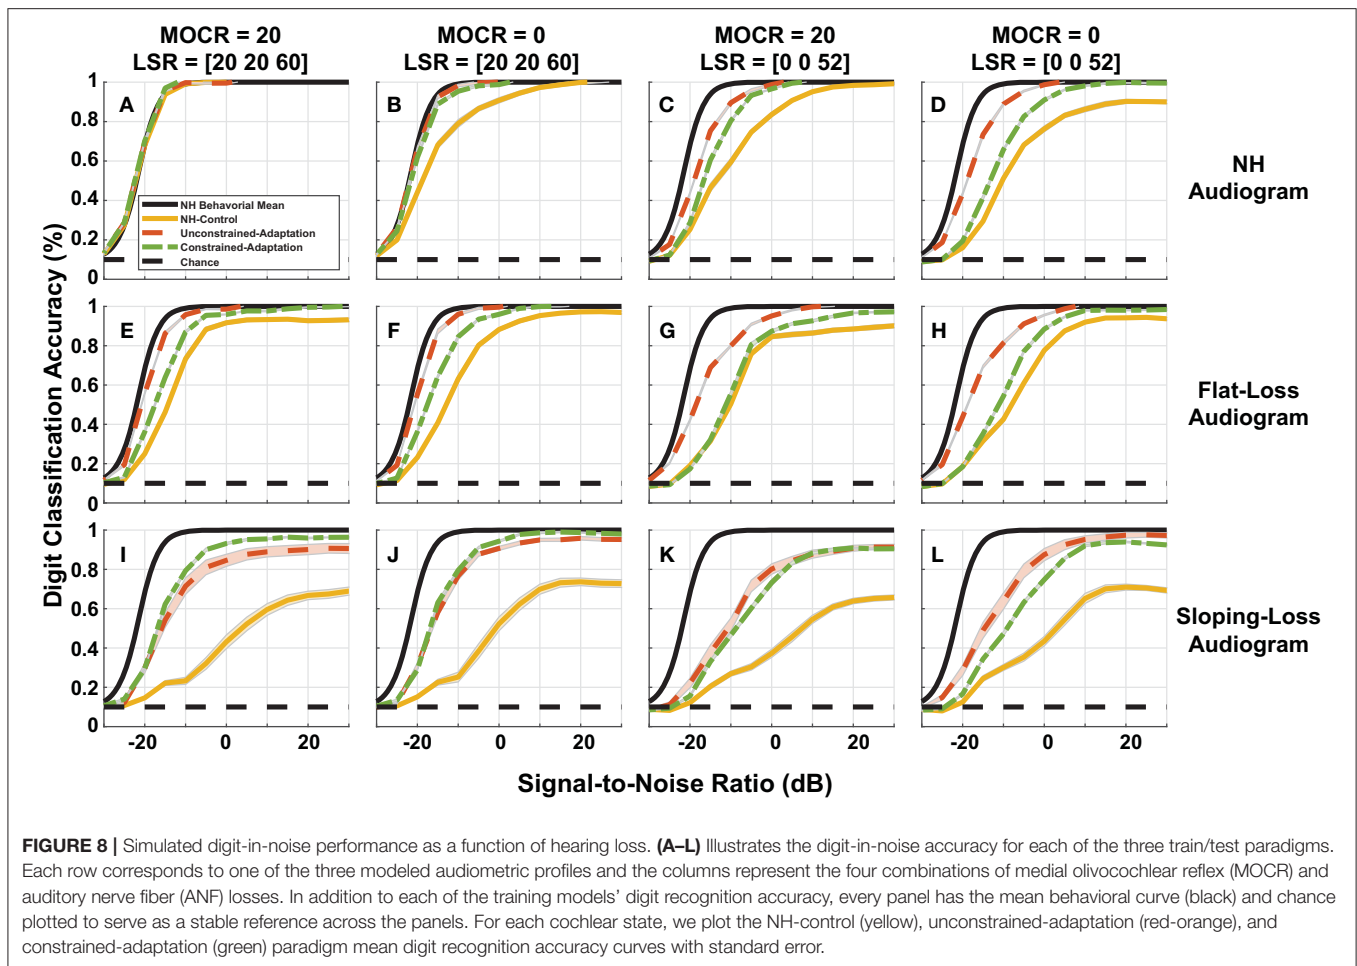 MOCR = 20 MOCR = 0 MOCR = 20 MOCR = 0
LSR = [20 20 60] LSR = [20 20 60] LSR = [0 0 52] LSR = [0 0 52]
Digit Classification Accuracy (%)
1
0.8
0.6
0.4
0.2
0
A
B
C
D
NH Behavorial Mean
NH-Control
Unconstrained-Adaptation
Constrained-Adaptation
Chance
NH
Audiogram
1
0.8
0.6
0.4
0.2
0
E
F
G
H
Flat-Loss
Audiogram
1
0.8
0.6
0.4
0.2
0
I
J
K
L
Sloping-Loss
Audiogram
-20 0 20 -20 0 20 -20 0 20 -20 0 20
Signal-to-Noise Ratio (dB)
FIGURE 8 | Simulated digit-in-noise performance as a function of hearing loss. (A–L) Illustrates the digit-in-noise accuracy for each of the three train/test paradigms.
Each row corresponds to one of the three modeled audiometric profiles and the columns represent the four combinations of medial olivocochlear reflex (MOCR) and
auditory nerve fiber (ANF) losses. In addition to each of the training models' digit recognition accuracy, every panel has the mean behavioral curve (black) and chance
plotted to serve as a stable reference across the panels. For each cochlear state, we plot the NH-control (yellow), unconstrained-adaptation (red-orange), and
constrained-adaptation (green) paradigm mean digit recognition accuracy curves with standard error.